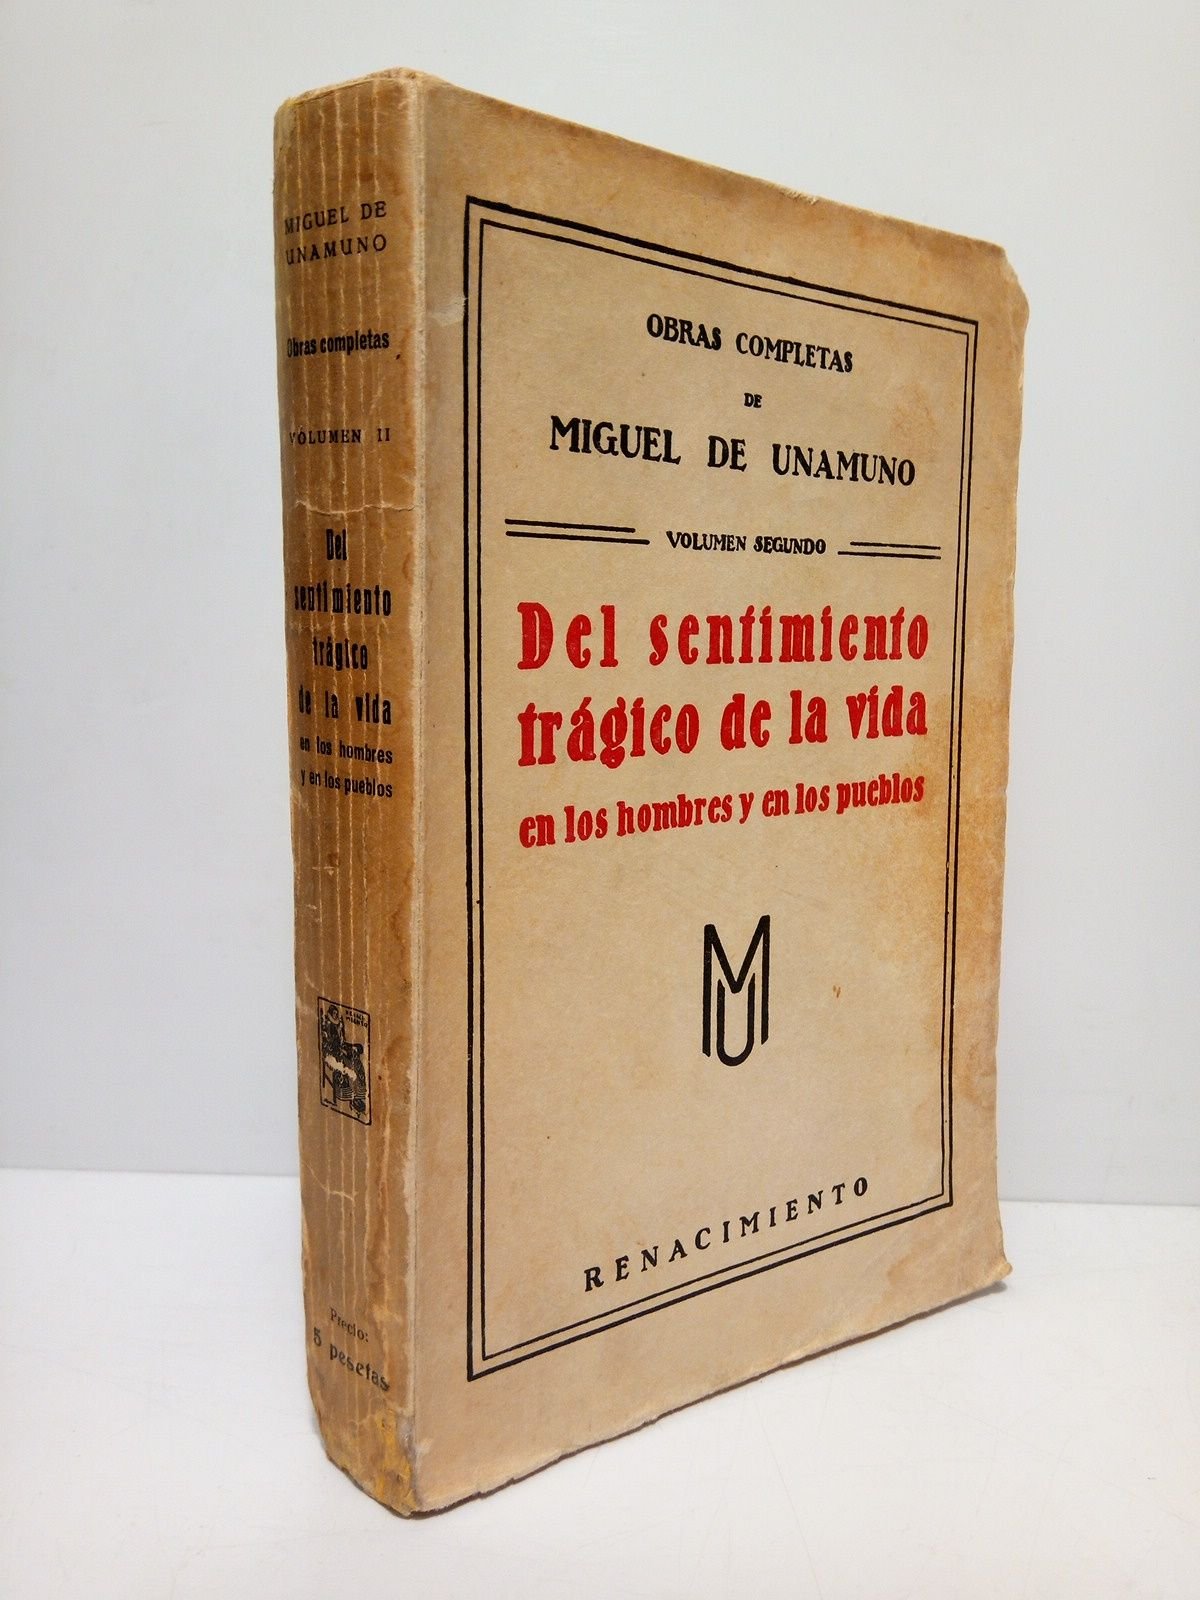 MIGUEL DE
UNAMUNO
Obras completas
VOLUMEN II
Del
sentimiento
trágico
de la vida
en los hombres
y en los pueblos
RENACI
MIENTO
Precio:
5 pesetas
OBRAS COMPLETAS
DE
MIGUEL DE UNAMUNO
VOLUMEN SEGUNDO
Del sentimiento
trágico de la vida
en los hombres y en los pueblos
MU
RENACIMIENTO